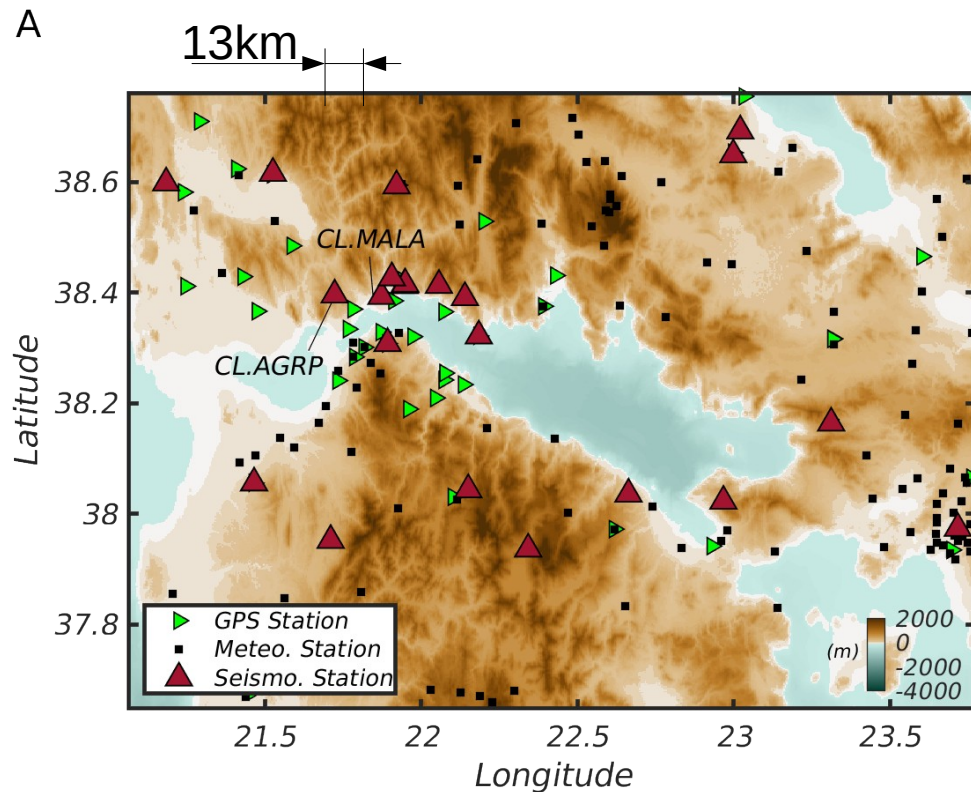 A
13km
38.6
38.4
38.2
38
37.8
Latitude
CL.MALA
CL.AGRP
GPS Station
Meteo. Station
Seismo. Station
2000
0
(m)
-2000
-4000
21.5
22
22.5
23
23.5
Longitude